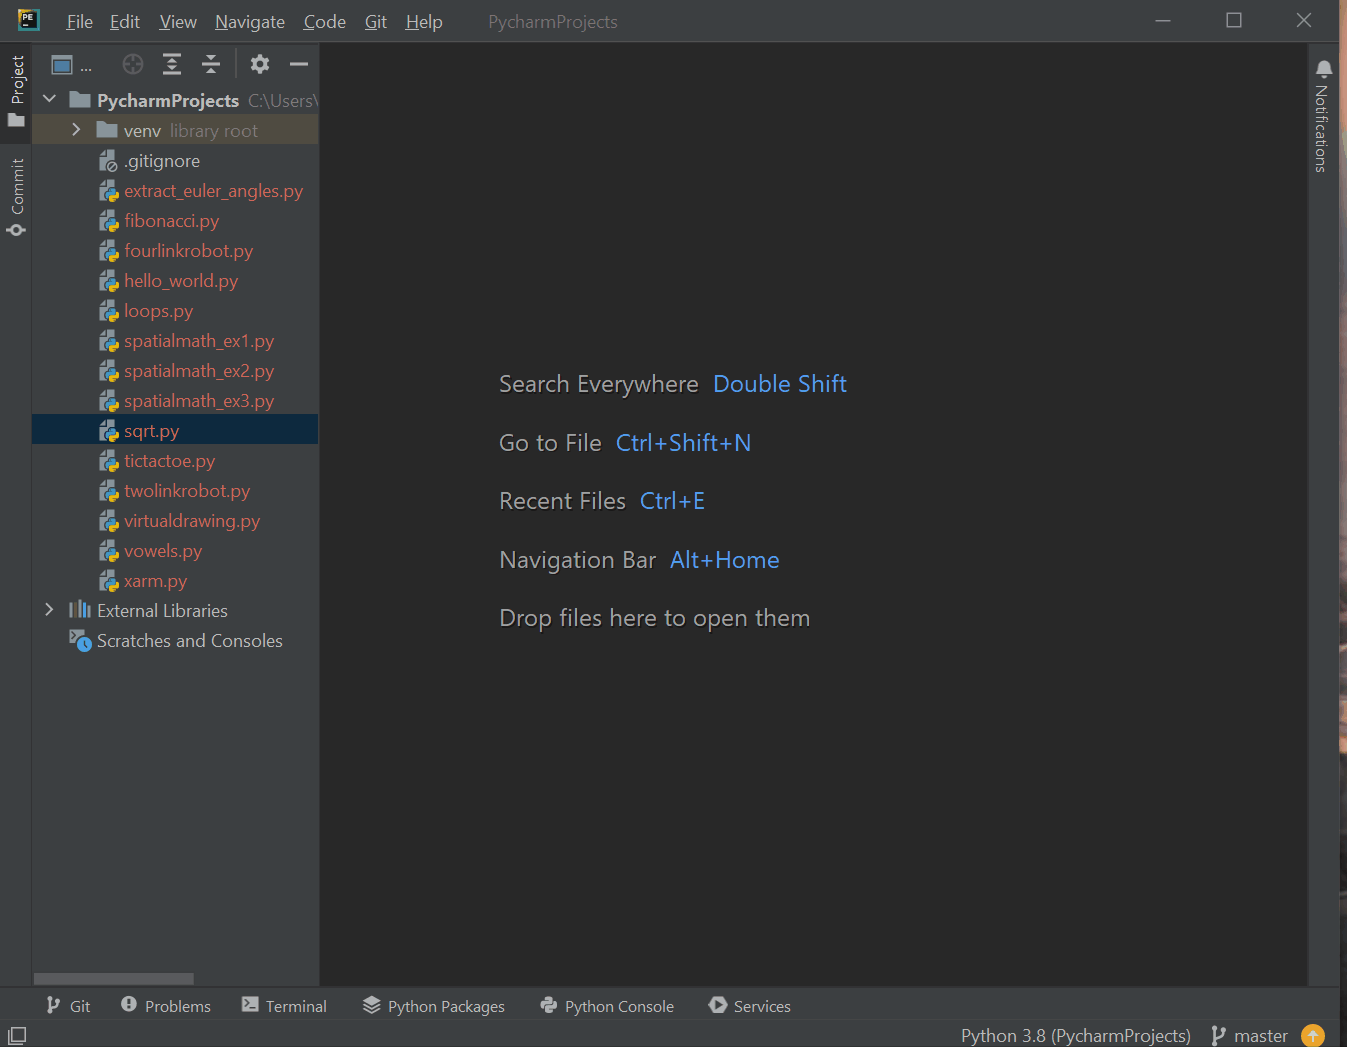 PE
File Edit View Navigate Code Git Help PycharmProjects
Project
Commit
...
PycharmProjects C:\Users\
venv library root
.gitignore
extract_euler_angles.py
fibonacci.py
fourlinkrobot.py
hello_world.py
loops.py
spatialmath_ex1.py
spatialmath_ex2.py
spatialmath_ex3.py
sqrt.py
tictactoe.py
twolinkrobot.py
virtualdrawing.py
vowels.py
xarm.py
External Libraries
Scratches and Consoles
Search Everywhere Double Shift
Go to File Ctrl+Shift+N
Recent Files Ctrl+E
Navigation Bar Alt+Home
Drop files here to open them
Notifications
Git Problems Terminal Python Packages Python Console Services
Python 3.8 (PycharmProjects) master